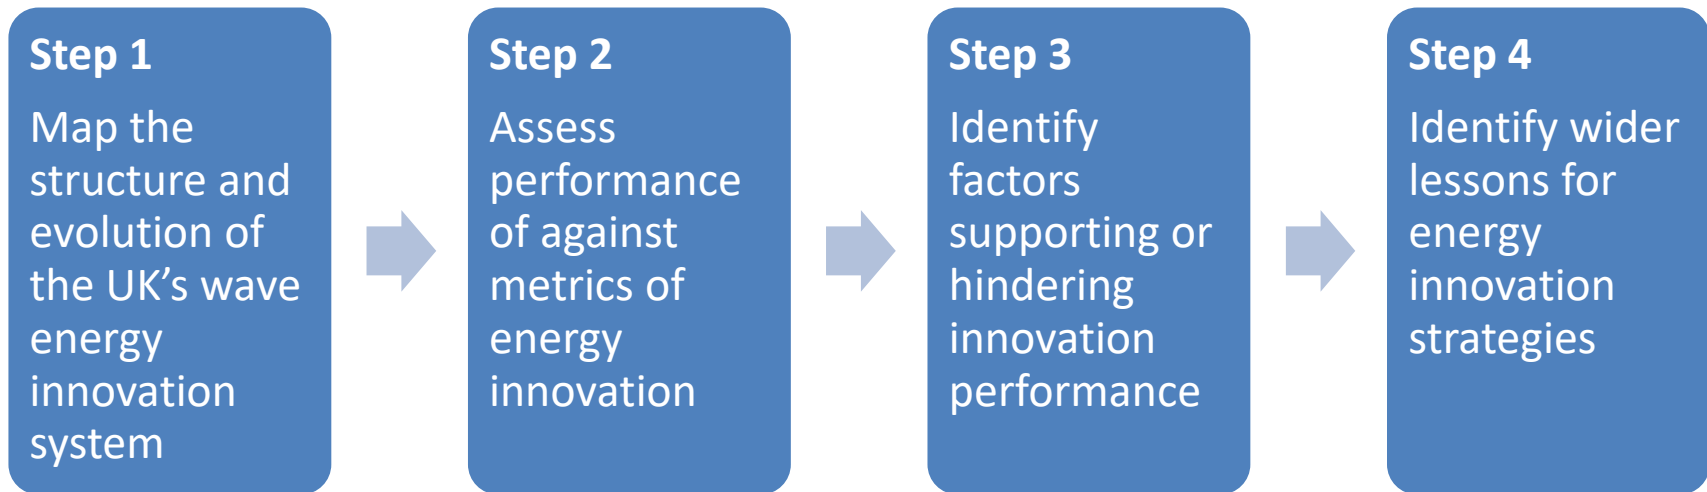 Step 1
Map the
structure and
evolution of
the UK’s wave
energy
innovation
system
Step 2
Assess
performance
of against
metrics of
energy
innovation
Step 3
Identify
factors
supporting or
hindering
innovation
performance
Step 4
Identify wider
lessons for
energy
innovation
strategies